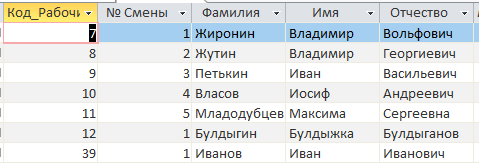 Код_Рабочи № Смены Фамилия Имя Отчество
7 1 Жиронин Владимир Вольфович
8 2 Жутин Владимир Георгиевич
9 3 Петькин Иван Васильевич
10 4 Власов Иосиф Андреевич
11 5 Младодубцев Максима Сергеевна
12 1 Булдыгин Булдыжка Булдыганов
39 1 Иванов Иван Иванович